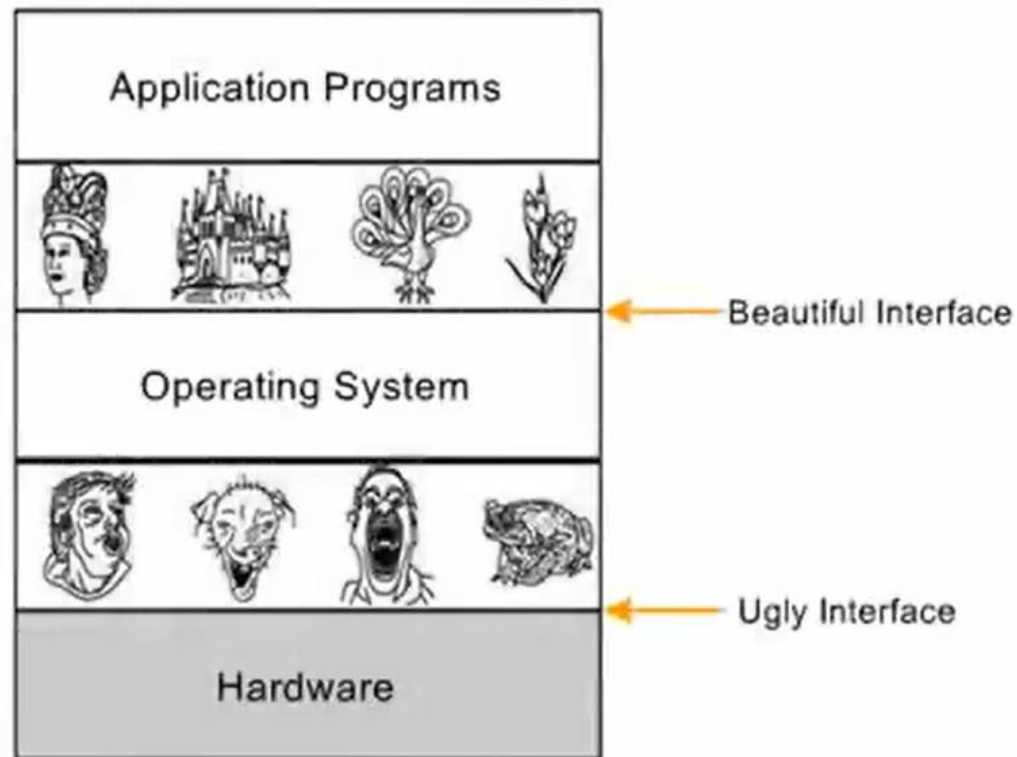 Application Programs
Beautiful Interface
Operating System
Ugly Interface
Hardware